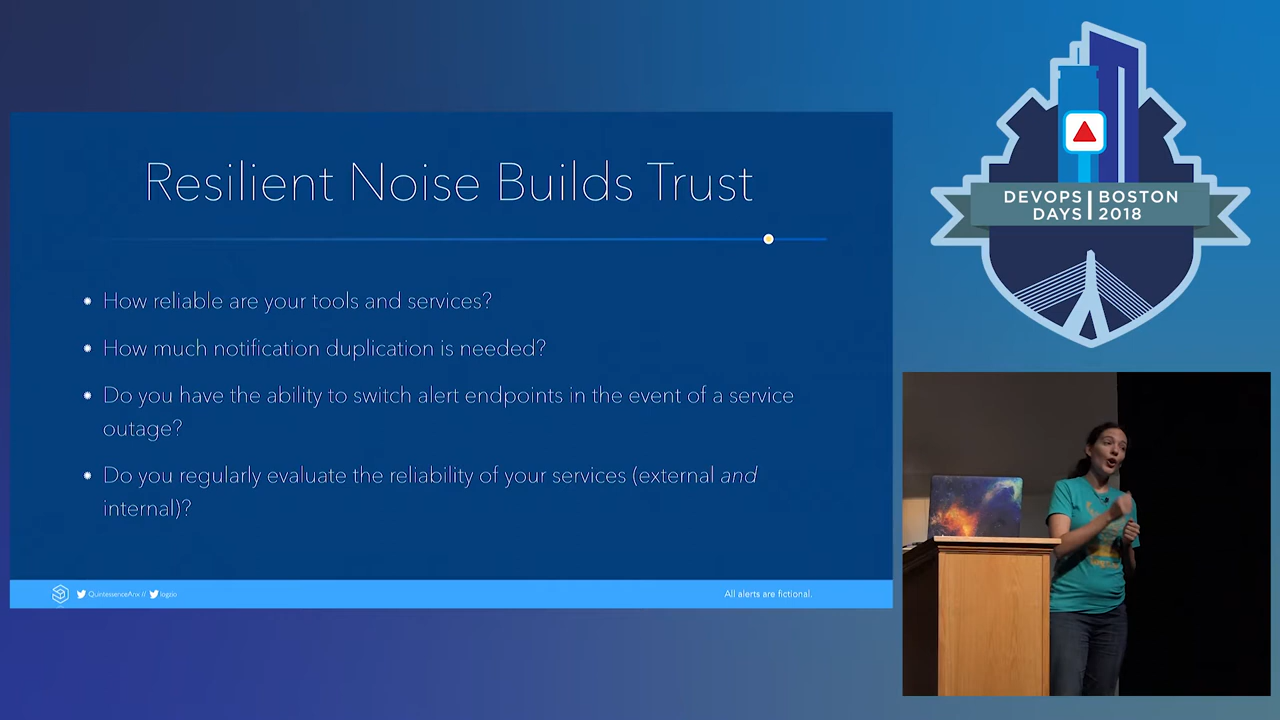 Resilient Noise Builds Trust
• How reliable are your tools and services?
• How much notification duplication is needed?
• Do you have the ability to switch alert endpoints in the event of a service
outage?
• Do you regularly evaluate the reliability of your services (external and
internal)?
QuintessenceAnx // logzio
All alerts are fictional.
DEVOPS BOSTON
DAYS 2018